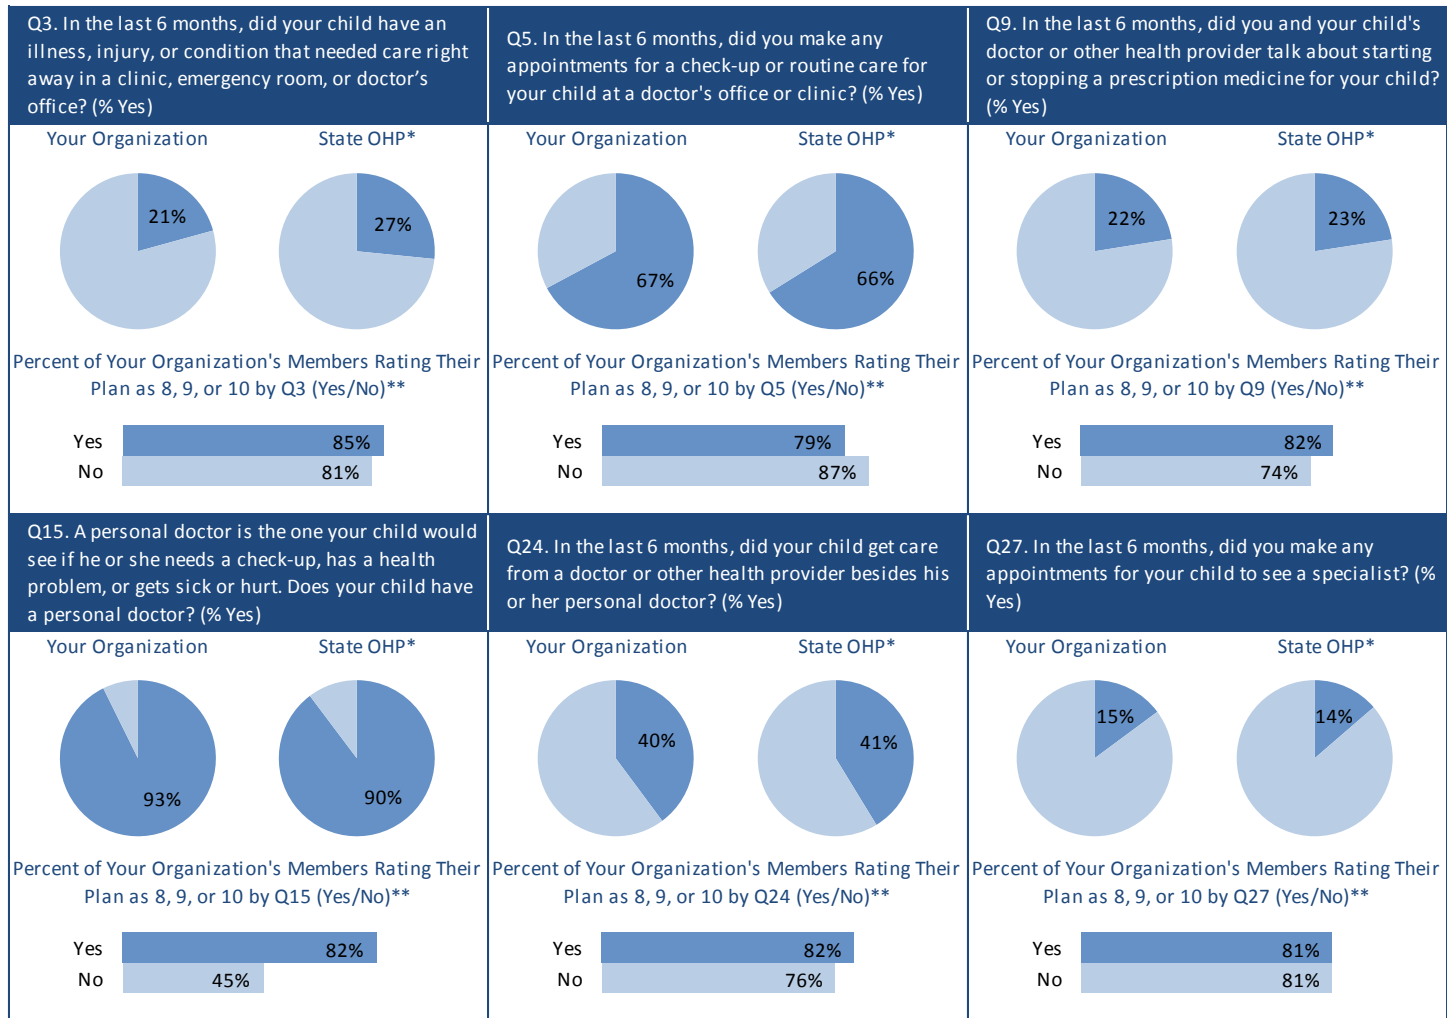 Q3. In the last 6 months, did your child have an
illness, injury, or condition that needed care right
away in a clinic, emergency room, or doctor’s
office? (% Yes)
Your Organization
State OHP*
21%
27%
Percent of Your Organization's Members Rating Their
Plan as 8, 9, or 10 by Q3 (Yes/No)**
Yes
85%
No
81%
Q5. In the last 6 months, did you make any
appointments for a check-up or routine care for
your child at a doctor's office or clinic? (% Yes)
Your Organization
State OHP*
67%
66%
Percent of Your Organization's Members Rating Their
Plan as 8, 9, or 10 by Q5 (Yes/No)**
Yes
79%
No
87%
Q9. In the last 6 months, did you and your child's
doctor or other health provider talk about starting
or stopping a prescription medicine for your child?
(% Yes)
Your Organization
State OHP*
22%
23%
Percent of Your Organization's Members Rating Their
Plan as 8, 9, or 10 by Q9 (Yes/No)**
Yes
82%
No
74%
Q15. A personal doctor is the one your child would
see if he or she needs a check-up, has a health
problem, or gets sick or hurt. Does your child have
a personal doctor? (% Yes)
Your Organization
State OHP*
93%
90%
Percent of Your Organization's Members Rating Their
Plan as 8, 9, or 10 by Q15 (Yes/No)**
Yes
82%
No
45%
Q24. In the last 6 months, did your child get care
from a doctor or other health provider besides his
or her personal doctor? (% Yes)
Your Organization
State OHP*
40%
41%
Percent of Your Organization's Members Rating Their
Plan as 8, 9, or 10 by Q24 (Yes/No)**
Yes
82%
No
76%
Q27. In the last 6 months, did you make any
appointments for your child to see a specialist? (%
Yes)
Your Organization
State OHP*
15%
14%
Percent of Your Organization's Members Rating Their
Plan as 8, 9, or 10 by Q27 (Yes/No)**
Yes
81%
No
81%